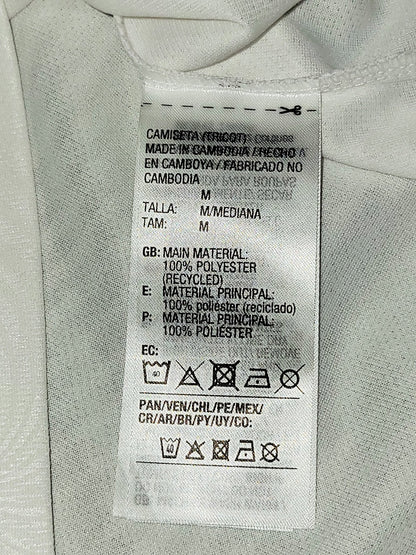 CAMISETA (TRICOT)
MADE IN CAMBODIA / HECHO
EN CAMBOYA / FABRICADO NO
CAMBODIA
M
TALLA: M/MEDIANA
TAM: M
GB: MAIN MATERIAL:
100% POLYESTER
(RECYCLED)
E: MATERIAL PRINCIPAL:
100% poliéster (reciclado)
P: MATERIAL PRINCIPAL:
100% POLIÉSTER
EC:
40
PAN/VEN/CHL/PE/MEX/
CR/AR/BR/PY/UY/CO:
40